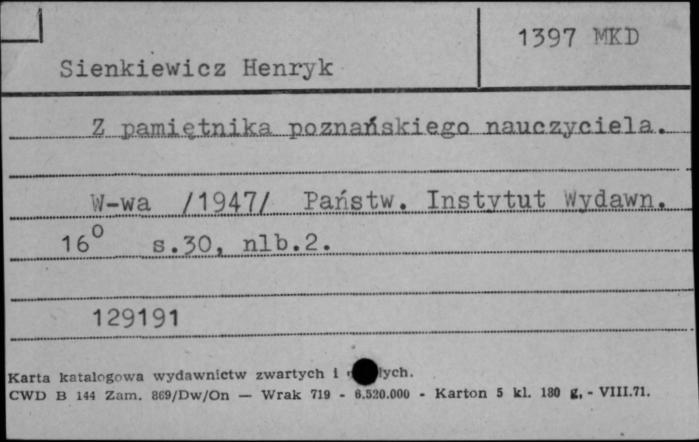 1397 MKD
Sienkiewicz Henryk
Z pamiętnika poznańskiego nauczyciela.
W-wa /1947/ Państw. Instytut Wydawn.
16⁰ s.30, nlb.2.
129191
Karta katalogowa wydawnictw zwartych i
CWD B 144 Zam. 869/Dw/On — Wrak 719 - 6.520.000 - Karton 5 kl. 180 g, - VIII.71.